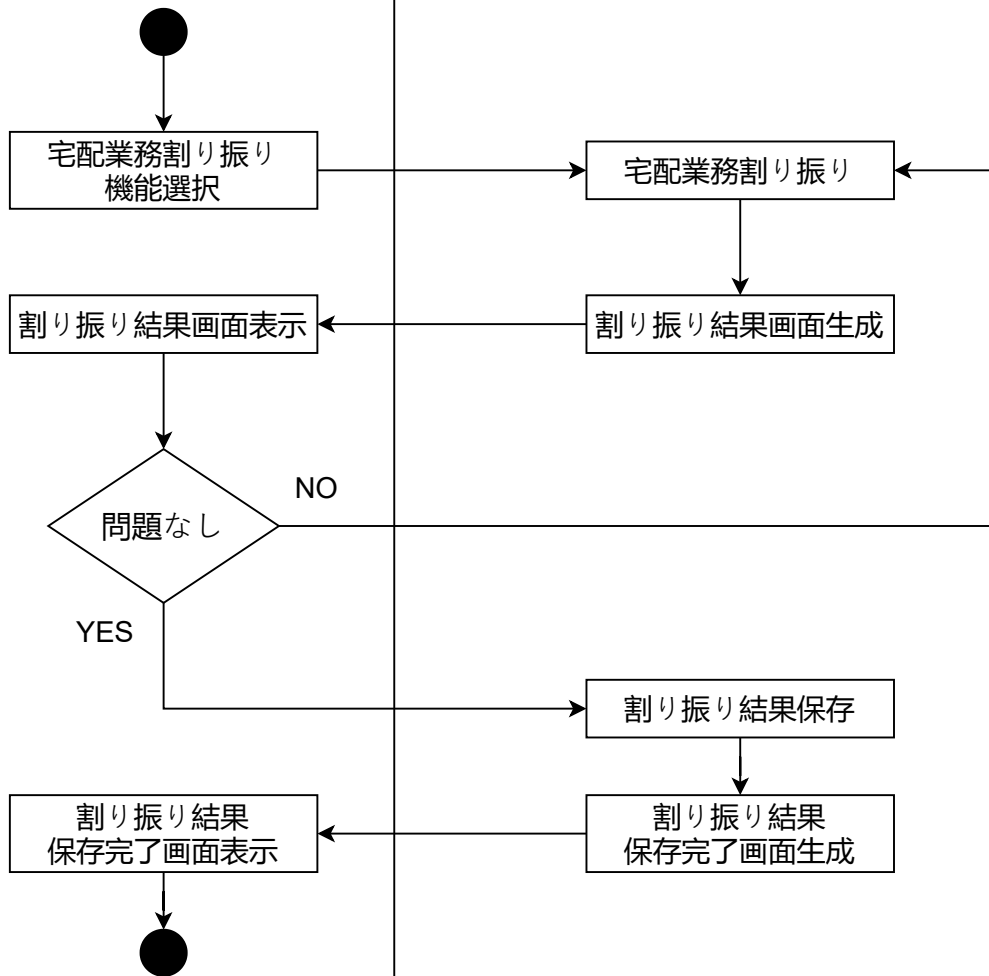 宅配業務割り振り
機能選択
宅配業務割り振り
割り振り結果画面表示
割り振り結果画面生成
問題なし
NO
YES
割り振り結果保存
割り振り結果
保存完了画面表示
割り振り結果
保存完了画面生成